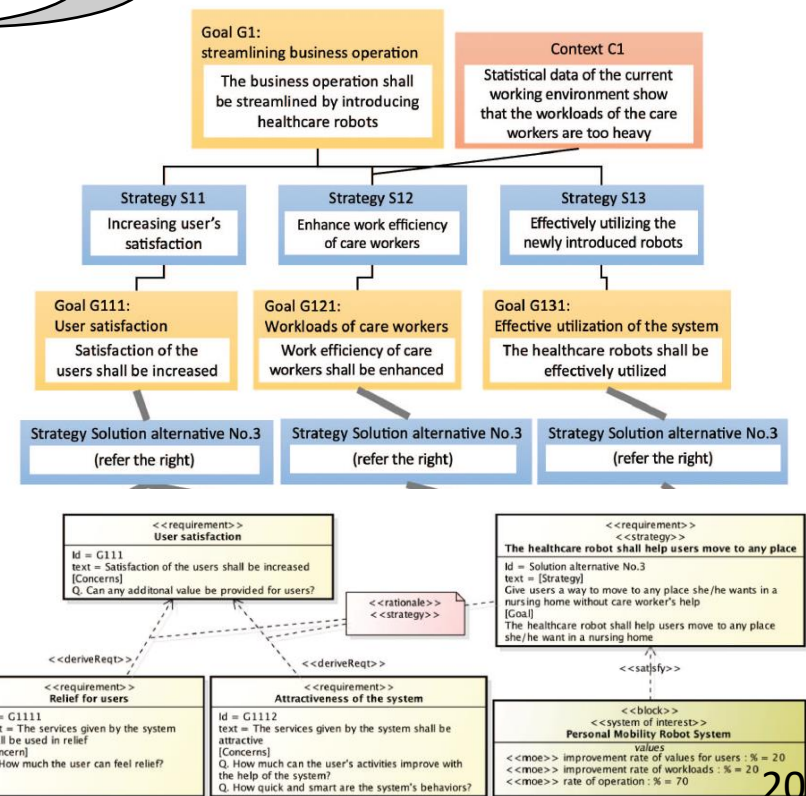 Goal G1:
streamlining business operation
The business operation shall
be streamlined by introducing
healthcare robots
Context C1
Statistical data of the current
working environment show
that the workloads of the care
workers are too heavy
Strategy S11
Increasing user's
satisfaction
Strategy S12
Enhance work efficiency
of care workers
Strategy S13
Effectively utilizing the
newly introduced robots
Goal G111:
User satisfaction
Satisfaction of the
users shall be increased
Goal G121:
Workloads of care workers
Work efficiency of care
workers shall be enhanced
Goal G131:
Effective utilization of the system
The healthcare robots shall be
effectively utilized
Strategy Solution alternative No.3
(refer the right)
Strategy Solution alternative No.3
(refer the right)
Strategy Solution alternative No.3
(refer the right)
<<requirement>>
User satisfaction
Id = G111
text = Satisfaction of the users shall be increased
[Concerns]
Q. Can any additonal value be provided for users?
<<rationale>>
<<strategy>>
<<requirement>>
<<strategy>>
The healthcare robot shall help users move to any place
Id = Solution alternative No.3
text = [Strategy]
Give users a way to move to any place she/he wants in a
nursing home without care worker's help
[Goal]
The healthcare robot shall help users move to any place
she/he want in a nursing home
<<deriveReqt>>
<<deriveReqt>>
<<satisfy>>
<<requirement>>
Relief for users
= G1111
t = The services given by the system
ll be used in relief
ncern]
How much the user can feel relief?
<<requirement>>
Attractiveness of the system
Id = G1112
text = The services given by the system shall be
attractive
[Concerns]
Q. How much can the user's activities improve with
the help of the system?
Q. How quick and smart are the system's behaviors?
<<block>>
<<system of interest>>
Personal Mobility Robot System
values
<<moe>> improvement rate of values for users : % = 20
<<moe>> improvement rate of workloads : % = 20
<<moe>> rate of operation : % = 70
20